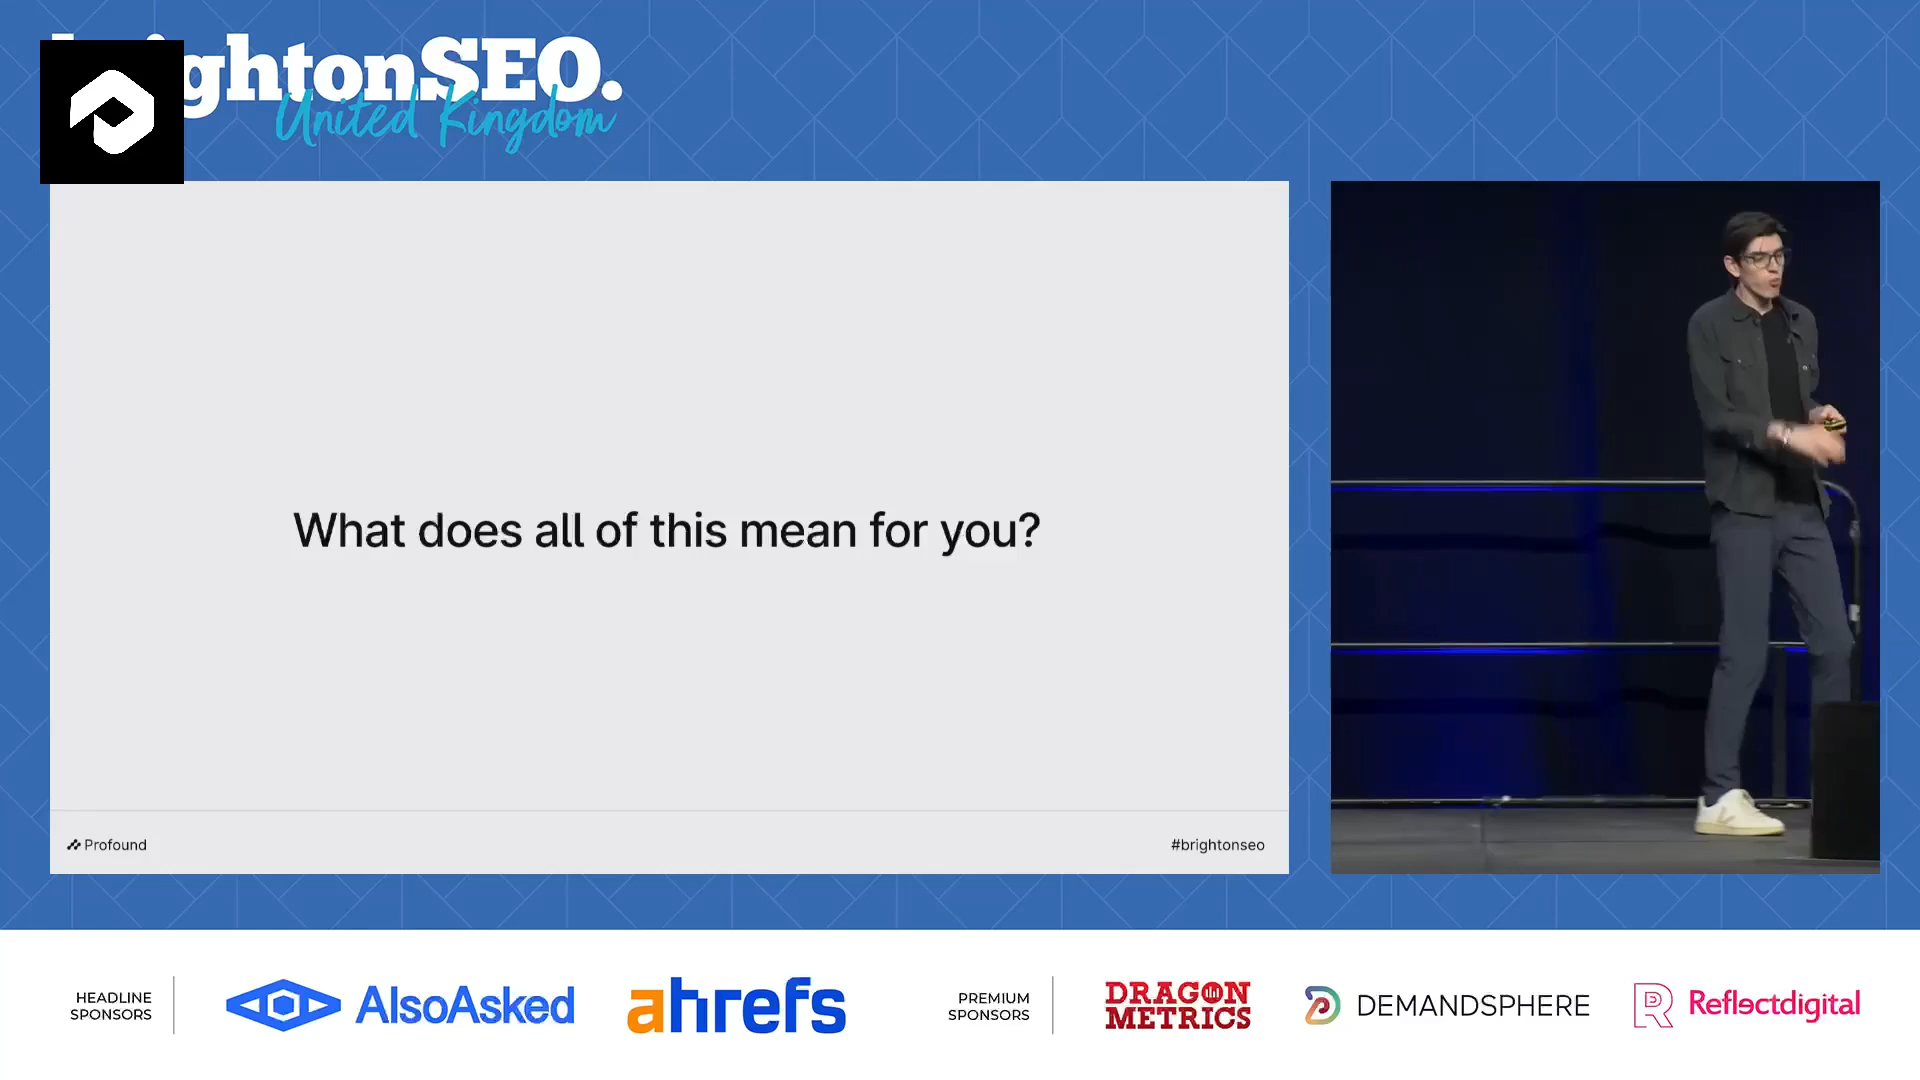 ghtonSEO.
United Kingdom
What does all of this mean for you?
Profound
#brightonseo
HEADLINE
SPONSORS
AlsoAsked
ahrefs
PREMIUM
SPONSORS
DRAGON
METRICS
DEMANDSPHERE
Reflectdigital